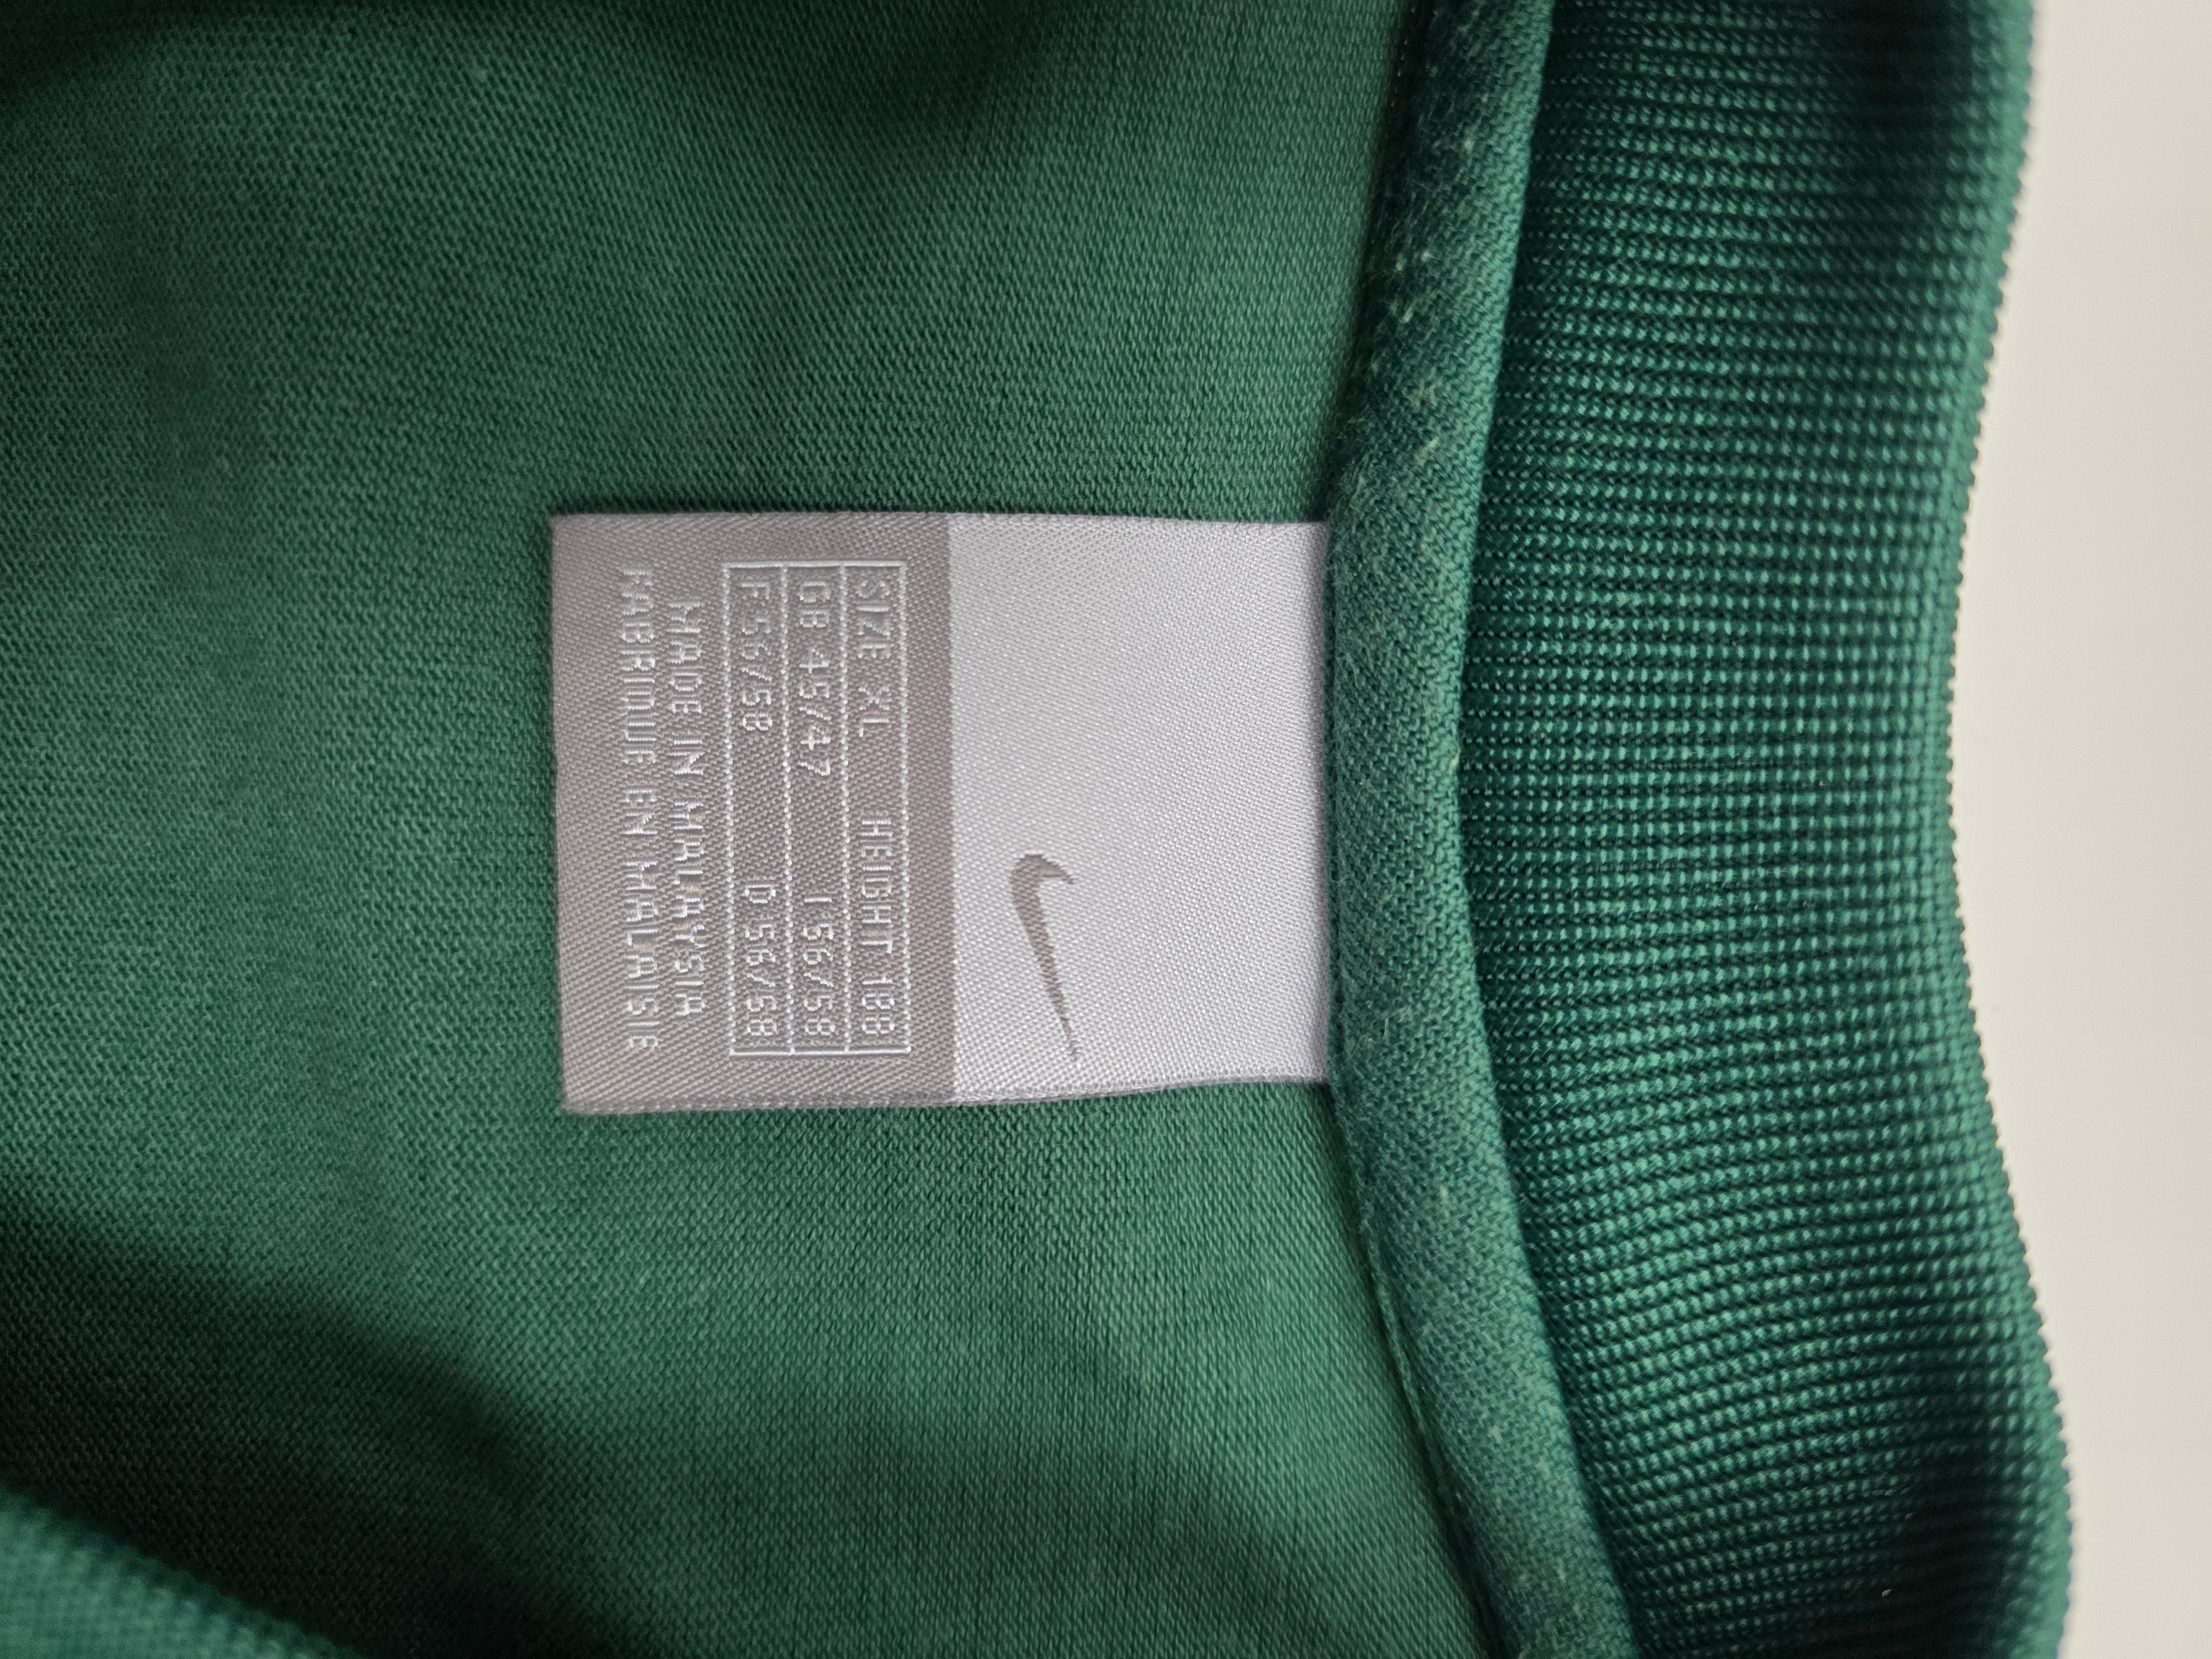 SIZE XL HEIGHT 188
GB 45/47 I 56/58
F 56/58 D 56/58
MADE IN MALAYSIA
FABRIQUE EN MALAISIE